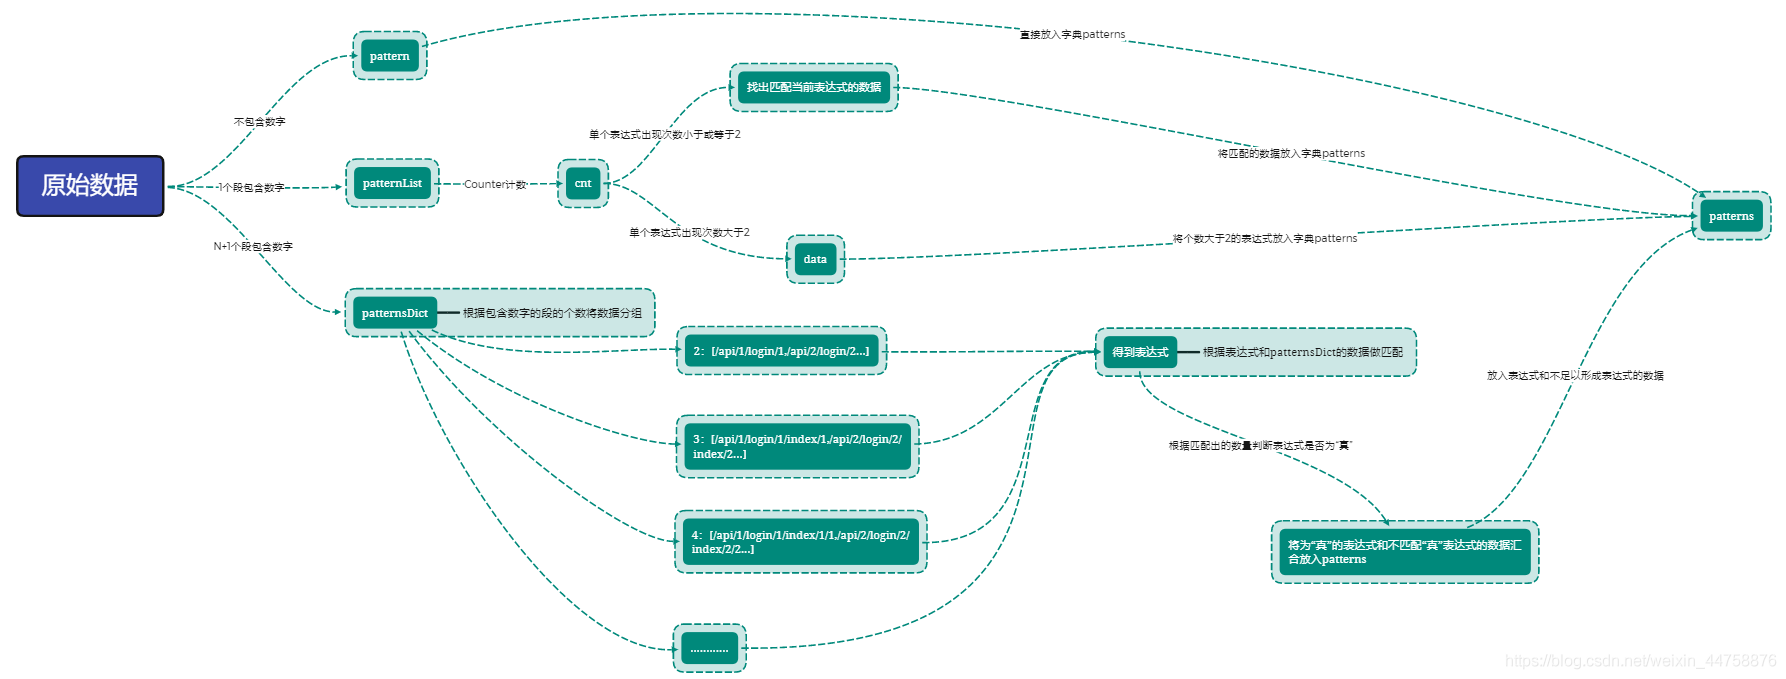 直接放入字典patterns
pattern
找出匹配当前表达式的数据
不包含数字
单个表达式出现次数小于或等于2
将匹配的数据放入字典patterns
原始数据
1个段包含数字
patternList
Counter计数
cnt
patterns
单个表达式出现次数大于2
将个数大于2的表达式放入字典patterns
N+1个段包含数字
data
patternsDict
根据包含数字的段的个数将数据分组
2：[/api/1/login/1,/api/2/login/2...]
得到表达式
根据表达式和patternsDict的数据做匹配
放入表达式和不足以形成表达式的数据
3：[/api/1/login/1/index/1,/api/2/login/2/
index/2...]
根据匹配出的数量判断表达式是否为"真"
4：[/api/1/login/1/index/1/1,/api/2/login/2/
index/2/2...]
将为“真”的表达式和不匹配“真”表达式的数据汇
合放入patterns
............
https://blog.csdn.net/weixin_44758876